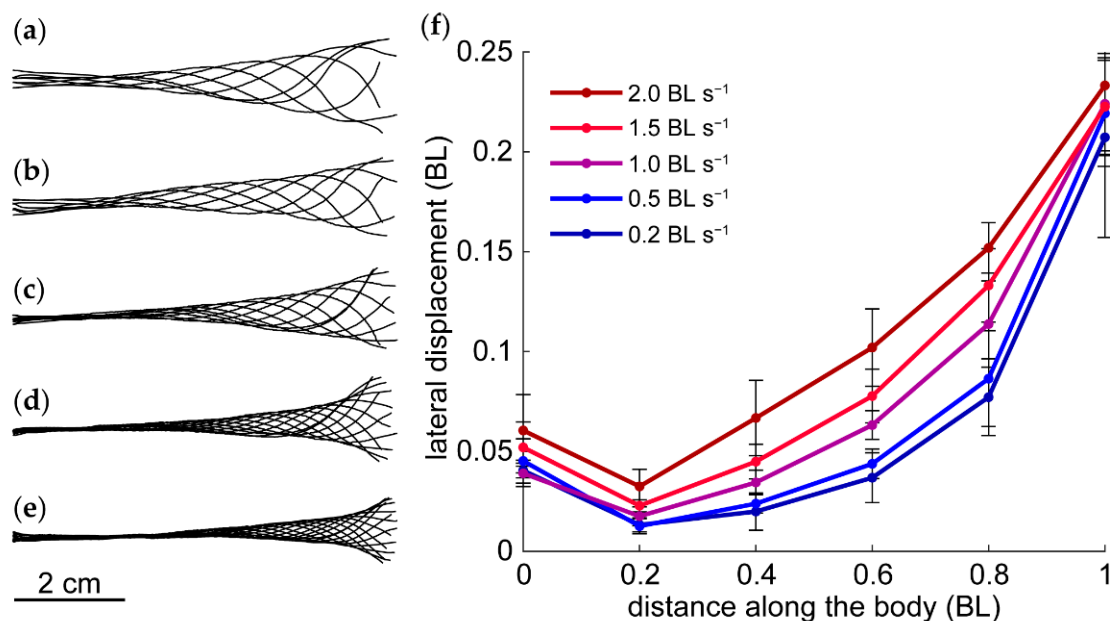 (a)
(b)
(c)
(d)
(e)
2 cm
(f)
lateral displacement (BL)
0.25
0.2
0.15
0.1
0.05
0
2.0 BL s⁻¹
1.5 BL s⁻¹
1.0 BL s⁻¹
0.5 BL s⁻¹
0.2 BL s⁻¹
0 0.2 0.4 0.6 0.8 1
distance along the body (BL)